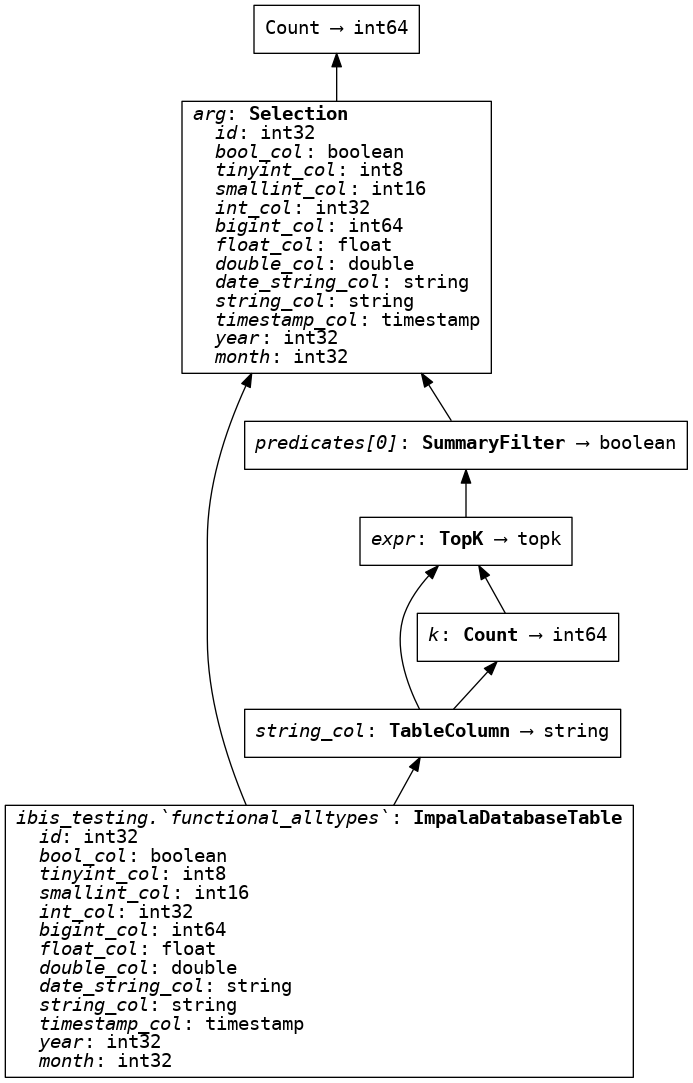 Count → int64
arg: Selection
id: int32
bool_col: boolean
tinyint_col: int8
smallint_col: int16
int_col: int32
bigint_col: int64
float_col: float
double_col: double
date_string_col: string
string_col: string
timestamp_col: timestamp
year: int32
month: int32
predicates[0]: SummaryFilter → boolean
expr: TopK → topk
k: Count → int64
string_col: TableColumn → string
ibis_testing.`functional_alltypes`: ImpalaDatabaseTable
id: int32
bool_col: boolean
tinyint_col: int8
smallint_col: int16
int_col: int32
bigint_col: int64
float_col: float
double_col: double
date_string_col: string
string_col: string
timestamp_col: timestamp
year: int32
month: int32